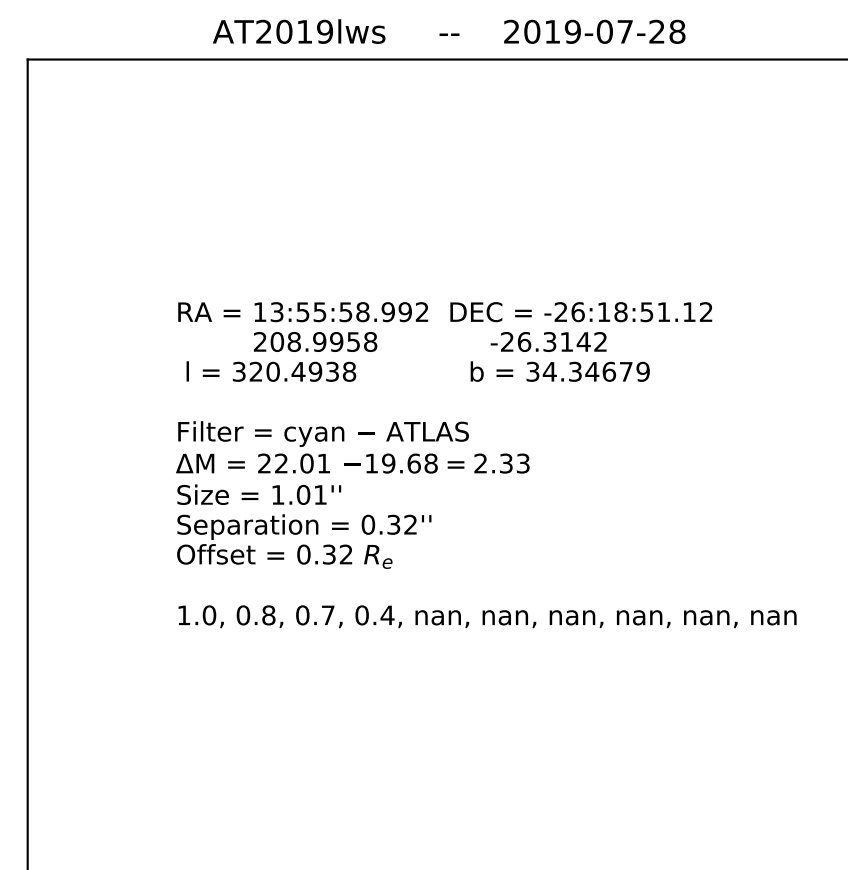 AT2019lws -- 2019-07-28
RA = 13:55:58.992 DEC = -26:18:51.12
208.9958 -26.3142
l = 320.4938 b = 34.34679
Filter = cyan − ATLAS
ΔM = 22.01 −19.68 = 2.33
Size = 1.01''
Separation = 0.32''
Offset = 0.32 Re
1.0, 0.8, 0.7, 0.4, nan, nan, nan, nan, nan, nan